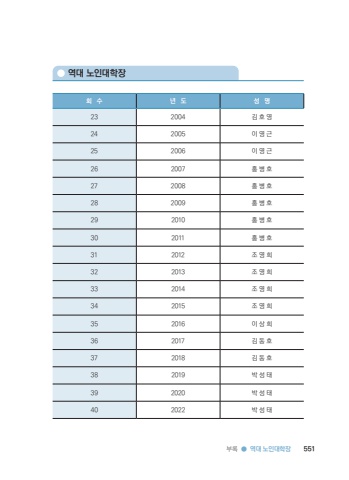 역대 노인대학장
회 수 년 도 성 명
23 2004 김호영
24 2005 이영근
25 2006 이영근
26 2007 홍병호
27 2008 홍병호
28 2009 홍병호
29 2010 홍병호
30 2011 홍병호
31 2012 조영희
32 2013 조영희
33 2014 조영희
34 2015 조영희
35 2016 이상희
36 2017 김동호
37 2018 김동호
38 2019 박성태
39 2020 박성태
40 2022 박성태
부록 ● 역대 노인대학장 551